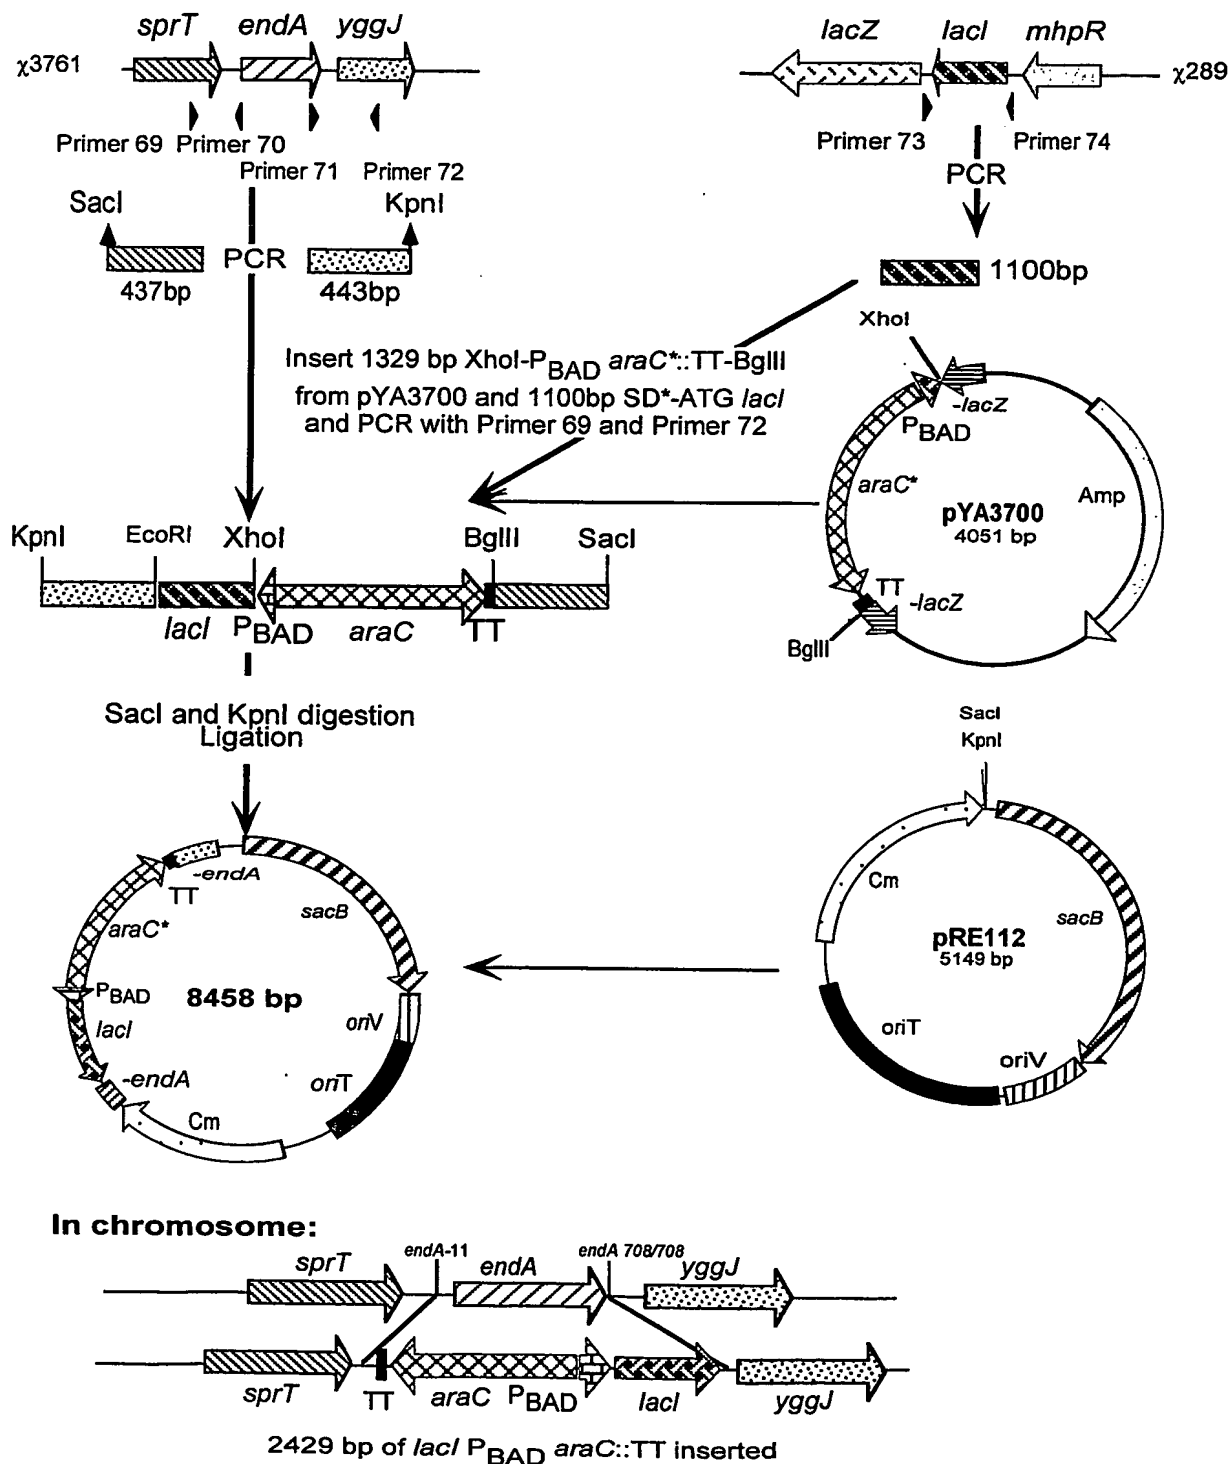 sprT endA yggJ
χ3761
Primer 69 Primer 70
Primer 71 Primer 72
SacI KpnI
PCR
437bp 443bp
lacZ lacI mhpR
χ289
Primer 73 Primer 74
PCR
1100bp
Insert 1329 bp XhoI-PBAD araC*::TT-BglII
from pYA3700 and 1100bp SD*-ATG lacI
and PCR with Primer 69 and Primer 72
XhoI
-lacZ
PBAD
araC*
Amp
pYA3700
4051 bp
TT
-lacZ
BglII
KpnI EcoRI XhoI BglII SacI
lacI PBAD araC TT
SacI and KpnI digestion
Ligation
SacI
KpnI
Cm
sacB
pRE112
5149 bp
oriT
oriV
-endA
TT
sacB
araC*
PBAD
8458 bp
lacI
oriV
-endA
oriT
Cm
In chromosome:
sprT endA-11 endA endA 708/708 yggJ
sprT TT araC PBAD lacI yggJ
2429 bp of lacI PBAD araC::TT inserted